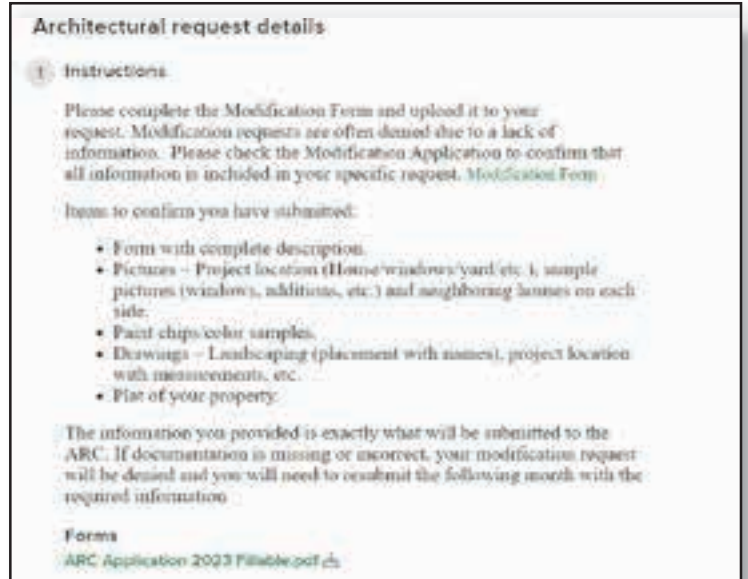 Architectural request details
1 Instructions
Please complete the Modification Form and upload it to your
request. Modification requests are often denied due to a lack of
information. Please check the Modification Application to confirm that
all information is included in your specific request. Modification Form
Items to confirm you have submitted:
• Form with complete description.
• Pictures – Project location (House/windows/yard/etc.), sample
pictures (windows, additions, etc.) and neighboring houses on each
side.
• Paint chips/color samples.
• Drawings – Landscaping (placement with names), project location
with measurements, etc.
• Plat of your property.
The information you provided is exactly what will be submitted to the
ARC. If documentation is missing or incorrect, your modification request
will be denied and you will need to resubmit the following month with the
required information
Forms
ARC Application 2023 Fillable.pdf